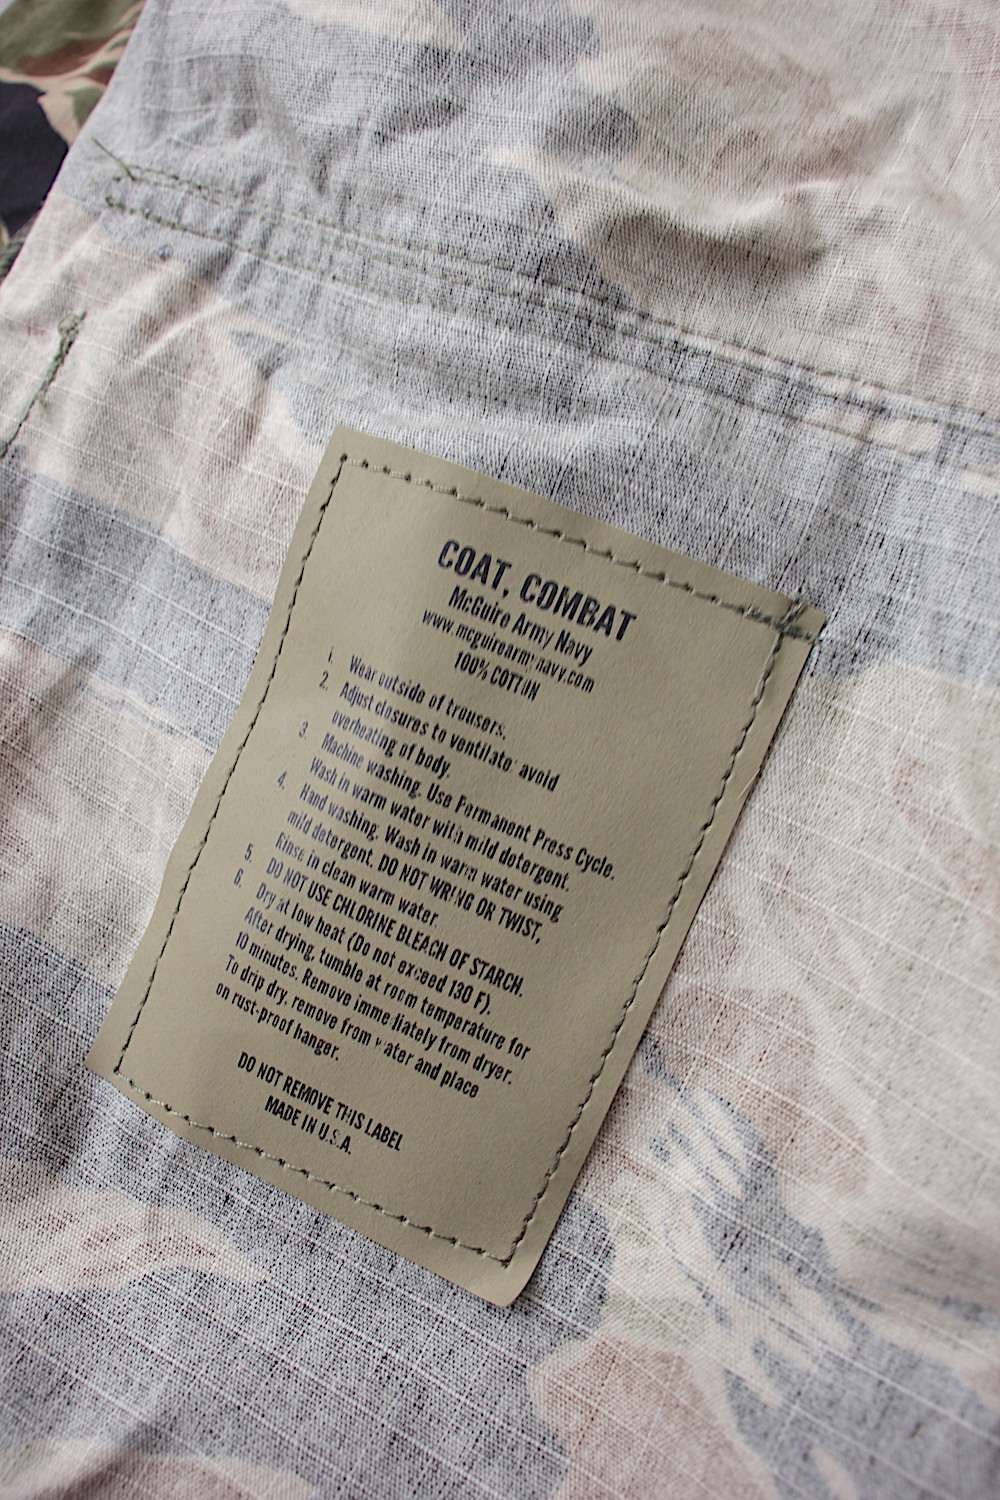 COAT, COMBAT
McGuire Army Navy
www.mcguirearmynavy.com
100% COTTON
1. Wear outside of trousers.
2. Adjust closures to ventilate: avoid
overheating of body.
3. Machine washing. Use Permanent Press Cycle.
Wash in warm water with mild detergent.
4. Hand washing. Wash in warm water using
mild detergent. DO NOT WRING OR TWIST,
Rinse in clean warm water.
5. DO NOT USE CHLORINE BLEACH OF STARCH.
6. Dry at low heat (Do not exceed 130 F).
After drying, tumble at room temperature for
10 minutes. Remove immediately from dryer.
To drip dry, remove from water and place
on rust-proof hanger.
DO NOT REMOVE THIS LABEL
MADE IN U.S.A.